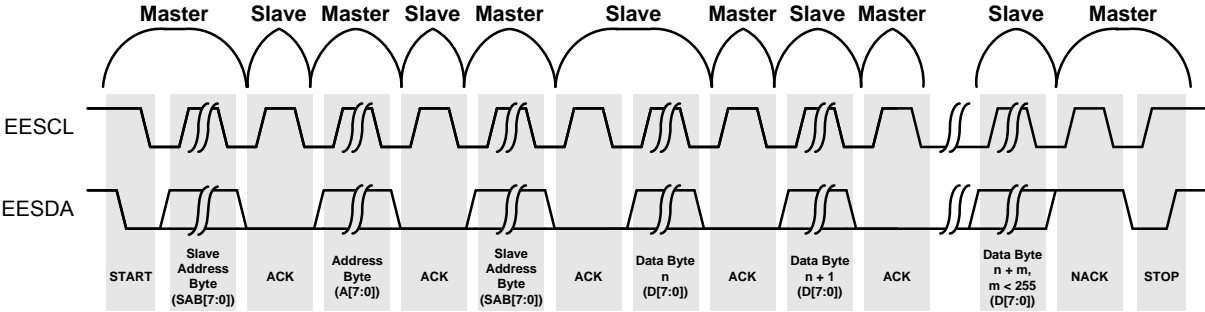 Master Slave Master Slave Master Slave Master Slave Master Slave Master
EESCL
EESDA
START
Slave
Address
Byte
(SAB[7:0])
ACK
Address
Byte
(A[7:0])
ACK
Slave
Address
Byte
(SAB[7:0])
ACK
Data Byte
n
(D[7:0])
ACK
Data Byte
n + 1
(D[7:0])
ACK
Data Byte
n + m,
m < 255
(D[7:0])
NACK
STOP